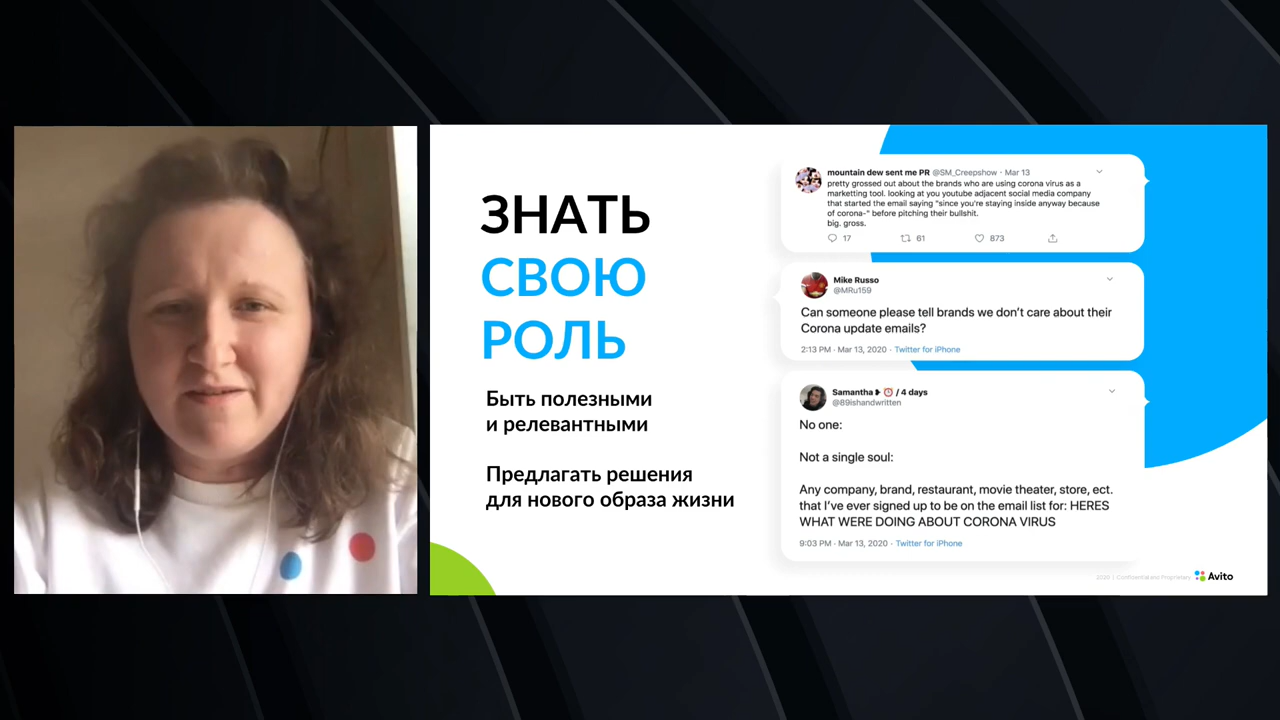 ЗНАТЬ
СВОЮ
РОЛЬ
Быть полезными
и релевантными
Предлагать решения
для нового образа жизни
mountain dew sent me PR @SM_Creepshow · Mar 13
pretty grossed out about the brands who are using corona virus as a
marketting tool. looking at you youtube adjacent social media company
that started the email saying "since you're staying inside anyway because
of corona-" before pitching their bullshit.
big. gross.
17 61 873
Mike Russo
@MRu159
Can someone please tell brands we don't care about their
Corona update emails?
2:13 PM · Mar 13, 2020 · Twitter for iPhone
Samantha / 4 days
@89ishandwritten
No one:
Not a single soul:
Any company, brand, restaurant, movie theater, store, ect.
that I've ever signed up to be on the email list for: HERES
WHAT WERE DOING ABOUT CORONA VIRUS
9:03 PM · Mar 13, 2020 · Twitter for iPhone
2020 | Confidential and Proprietary Avito